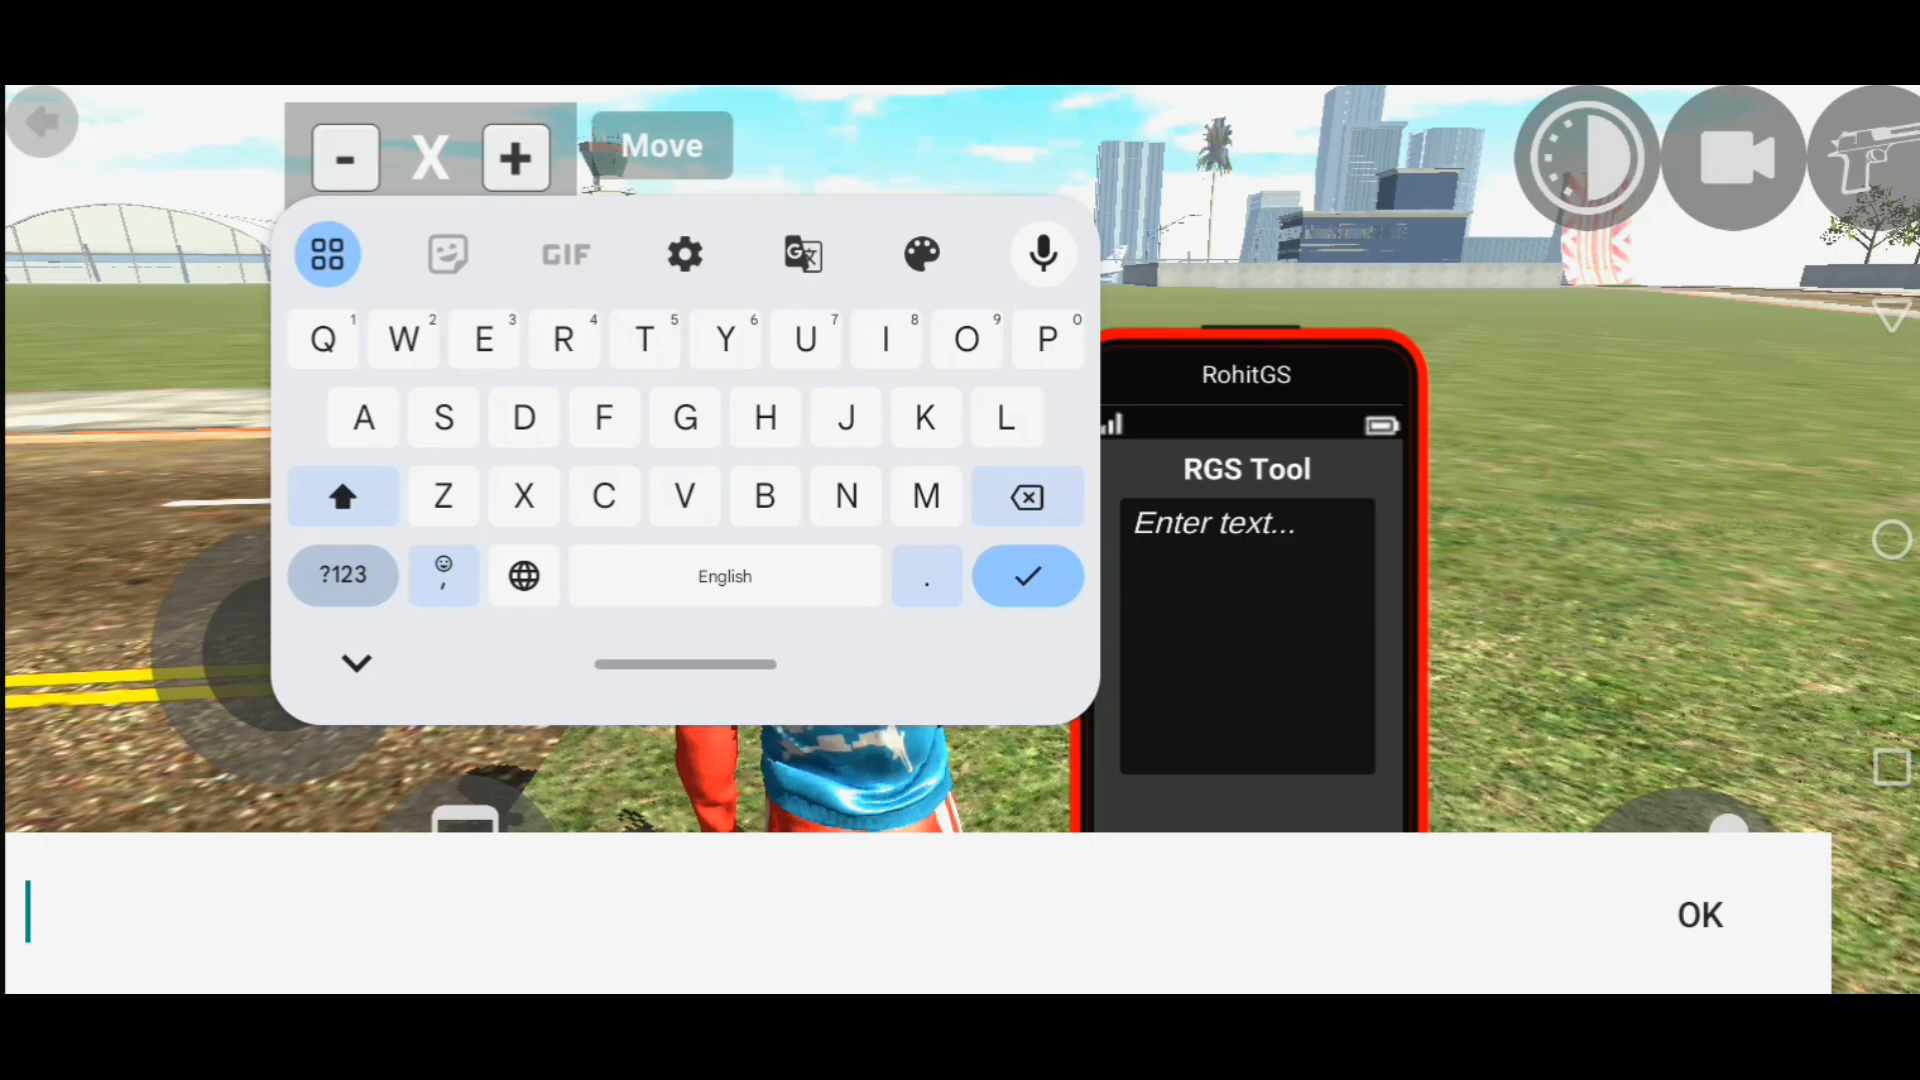 - X +
Move
GIF
G
Q 1 W 2 E 3 R 4 T 5 Y 6 U 7 I 8 O 9 P 0
A S D F G H J K L
Z X C V B N M
?123 , English .
RohitGS
RGS Tool
Enter text...
OK